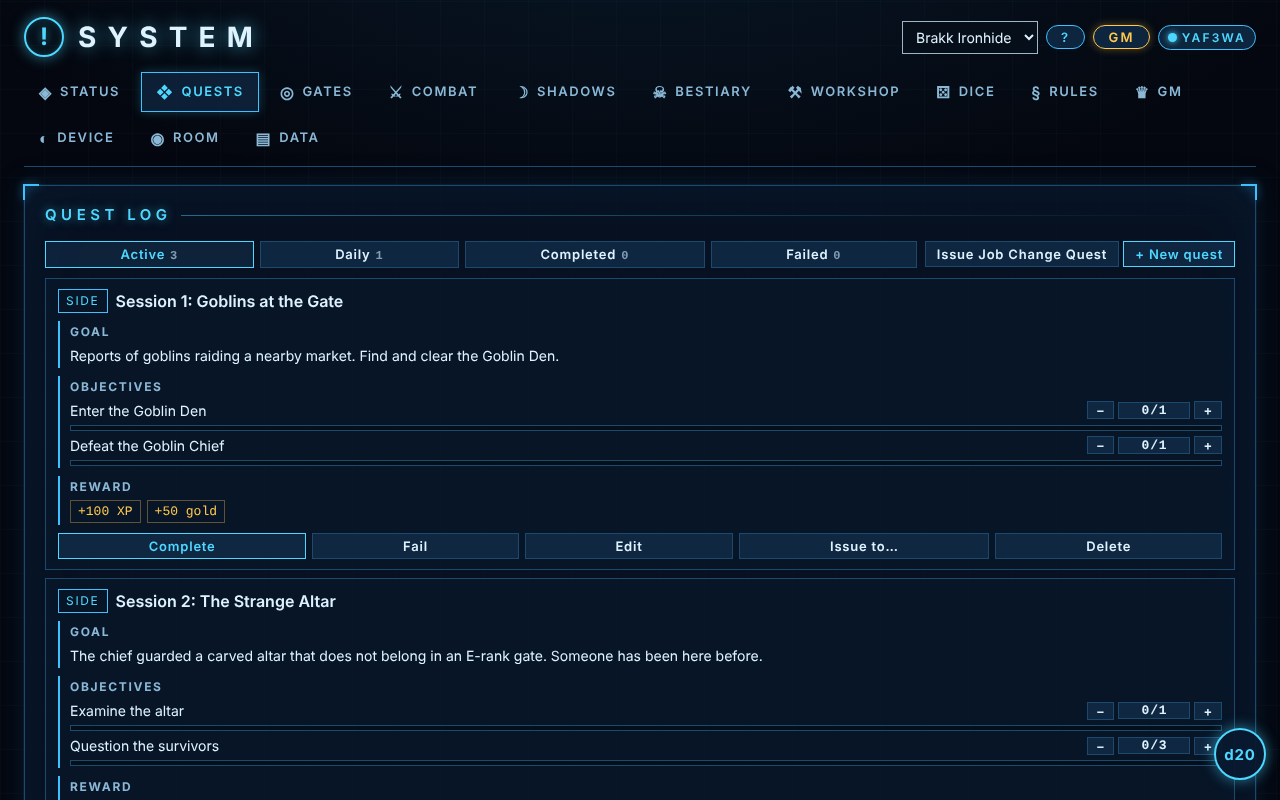 ! SYSTEM
Brakk Ironhide ? GM YAF3WA
STATUS QUESTS GATES COMBAT SHADOWS BESTIARY WORKSHOP DICE § RULES GM
DEVICE ROOM DATA
QUEST LOG
Active 3 Daily 1 Completed 0 Failed 0 Issue Job Change Quest + New quest
SIDE Session 1: Goblins at the Gate
GOAL
Reports of goblins raiding a nearby market. Find and clear the Goblin Den.
OBJECTIVES
Enter the Goblin Den − 0/1 +
Defeat the Goblin Chief − 0/1 +
REWARD
+100 XP +50 gold
Complete Fail Edit Issue to… Delete
SIDE Session 2: The Strange Altar
GOAL
The chief guarded a carved altar that does not belong in an E-rank gate. Someone has been here before.
OBJECTIVES
Examine the altar − 0/1 +
Question the survivors − 0/3 +
d20
REWARD